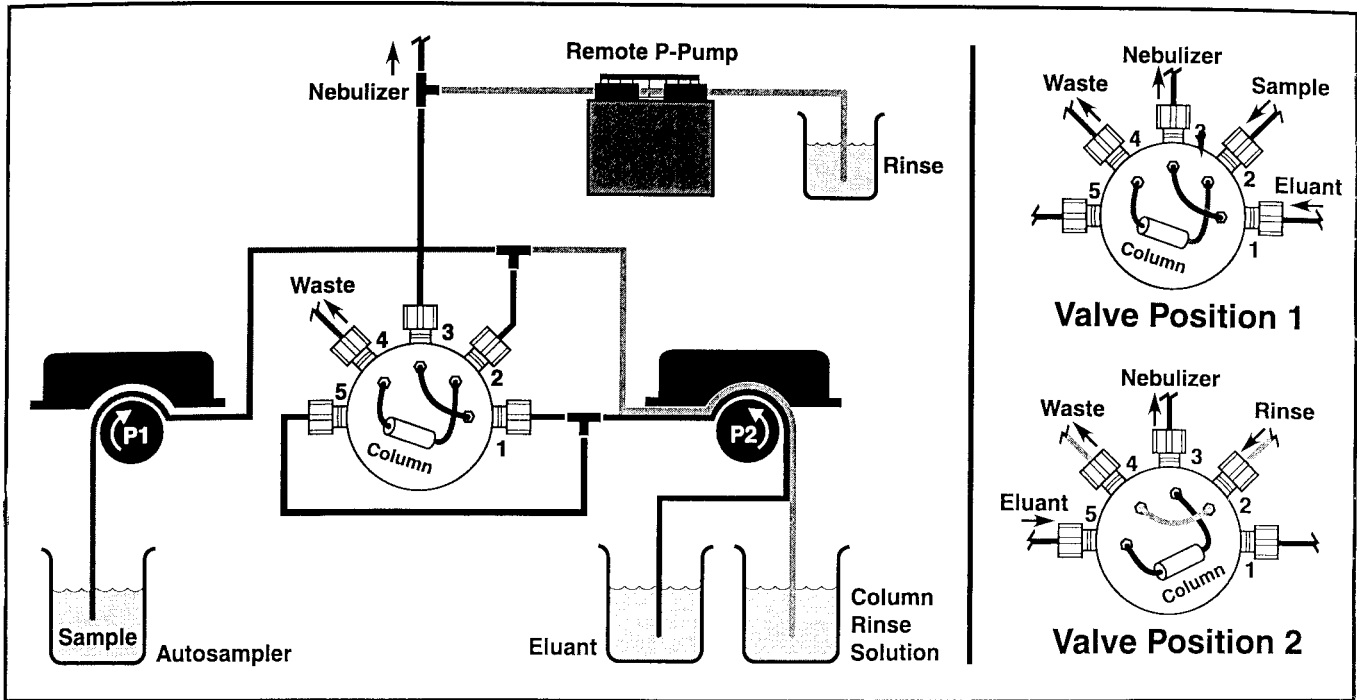 Remote P-Pump
Nebulizer
Rinse
Waste
4
3
2
5
1
Column
P1
P2
Sample
Autosampler
Eluant
Column
Rinse
Solution
Nebulizer
Waste
Sample
4
3
2
5
Eluant
1
Column
Valve Position 1
Nebulizer
Waste
Rinse
4
3
2
Eluant
5
1
Column
Valve Position 2